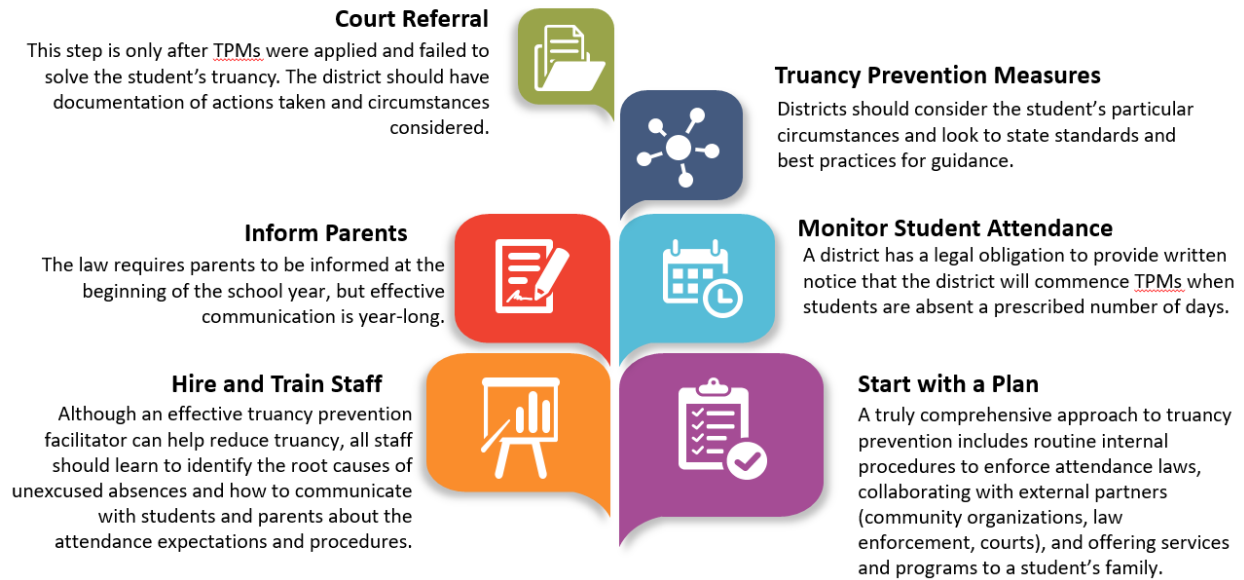 Court Referral
This step is only after TPMs were applied and failed to
solve the student's truancy. The district should have
documentation of actions taken and circumstances
considered.
Truancy Prevention Measures
Districts should consider the student's particular
circumstances and look to state standards and
best practices for guidance.
Inform Parents
The law requires parents to be informed at the
beginning of the school year, but effective
communication is year-long.
Monitor Student Attendance
A district has a legal obligation to provide written
notice that the district will commence TPMs when
students are absent a prescribed number of days.
Hire and Train Staff
Although an effective truancy prevention
facilitator can help reduce truancy, all staff
should learn to identify the root causes of
unexcused absences and how to communicate
with students and parents about the
attendance expectations and procedures.
Start with a Plan
A truly comprehensive approach to truancy
prevention includes routine internal
procedures to enforce attendance laws,
collaborating with external partners
(community organizations, law
enforcement, courts), and offering services
and programs to a student's family.